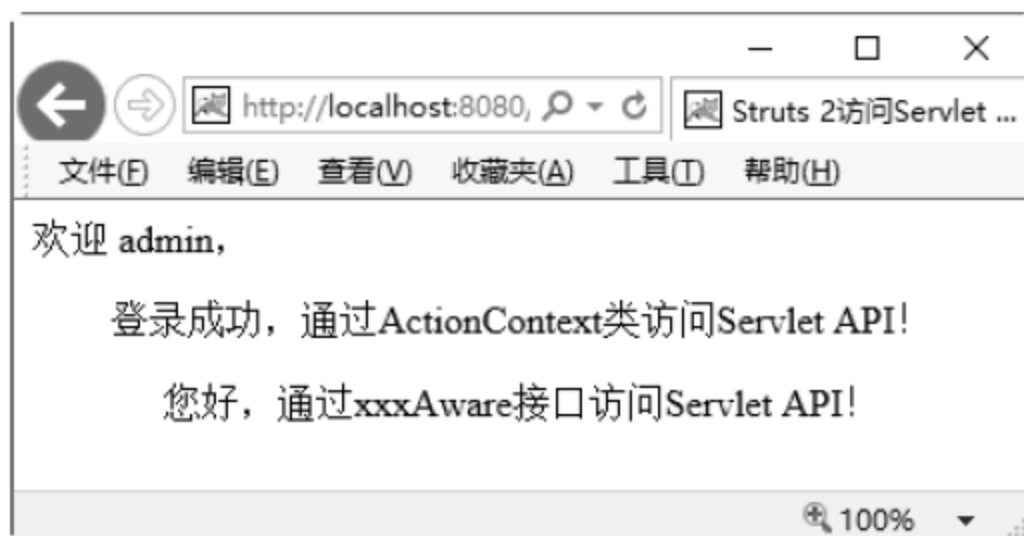 http://localhost:8080/
Struts 2访问Servlet ...
文件(F) 编辑(E) 查看(V) 收藏夹(A) 工具(T) 帮助(H)
欢迎 admin，
登录成功，通过ActionContext类访问Servlet API！
您好，通过xxxAware接口访问Servlet API！
100%